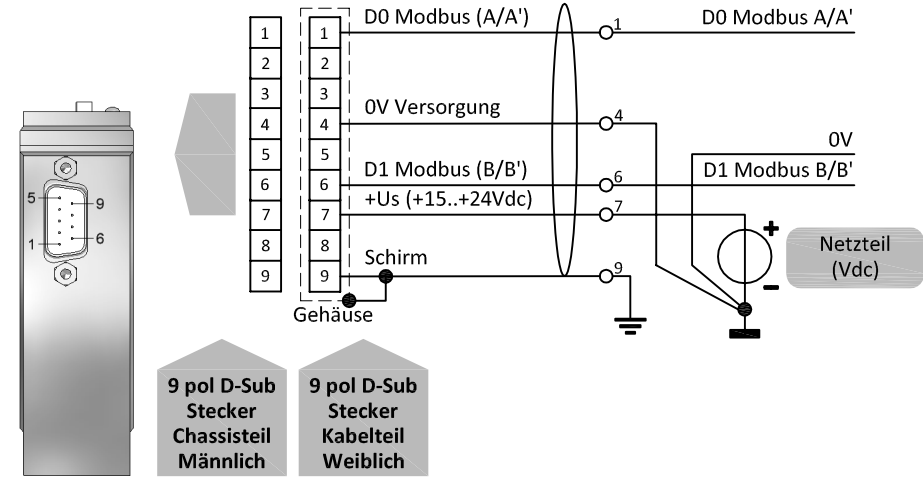 D0 Modbus (A/A')
D0 Modbus A/A'
1
1
1
2
2
3
3
0V Versorgung
4
4
4
0V
5
5
D1 Modbus (B/B')
D1 Modbus B/B'
6
6
6
+Us (+15..+24Vdc)
7
7
7
8
8
+
Netzteil
(Vdc)
–
Schirm
9
9
9
Gehäuse
5
9
1
6
9 pol D-Sub
Stecker
Chassisteil
Männlich
9 pol D-Sub
Stecker
Kabelteil
Weiblich